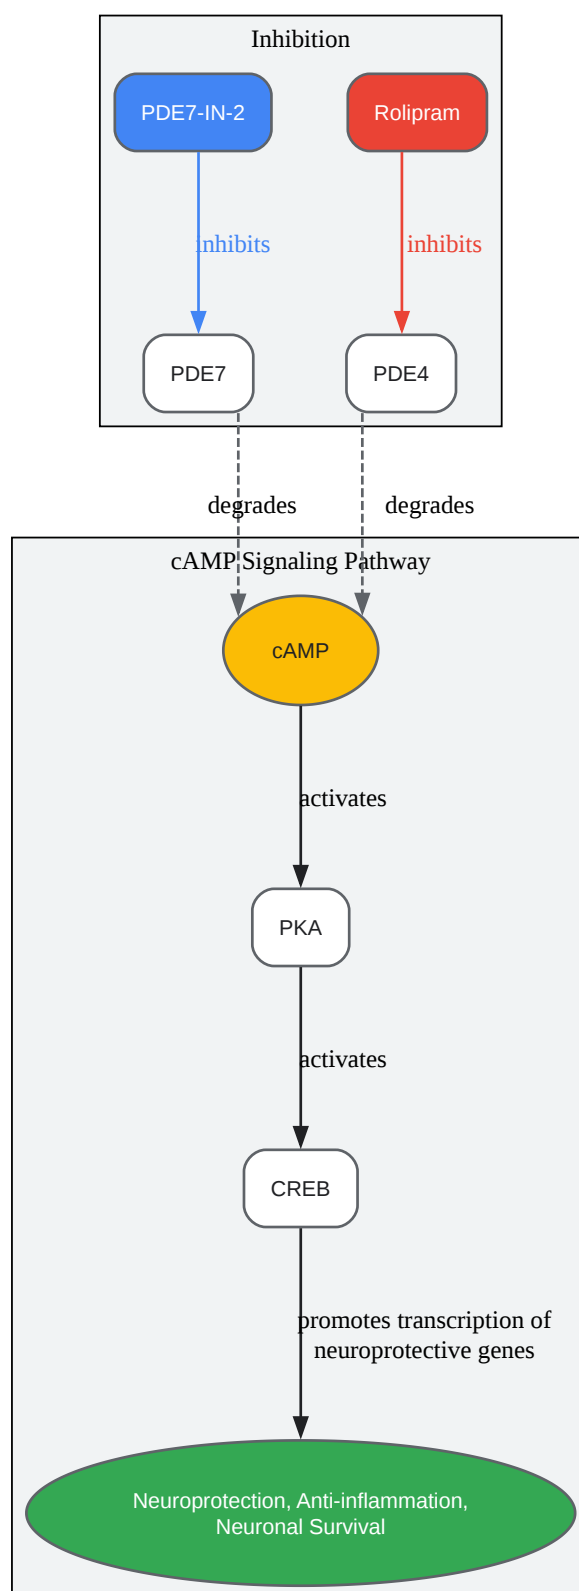 Inhibition
PDE7-IN-2
Rolipram
inhibits
inhibits
PDE7
PDE4
degrades
degrades
cAMP Signaling Pathway
cAMP
activates
PKA
activates
CREB
promotes transcription of
neuroprotective genes
Neuroprotection, Anti-inflammation,
Neuronal Survival